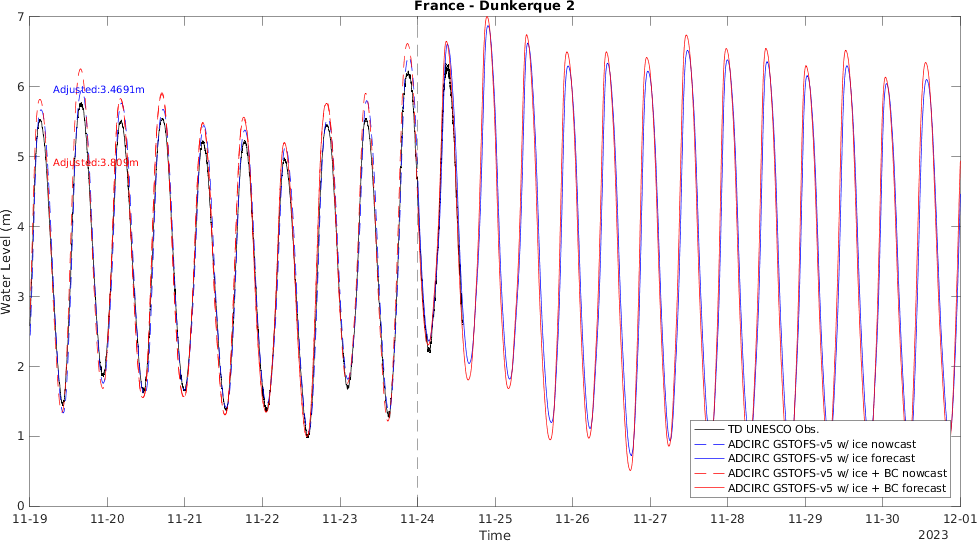 France - Dunkerque 2
7
6
5
4
3
2
1
0
Water Level (m)
Adjusted:3.4691m
Adjusted:3.809m
TD UNESCO Obs.
ADCIRC GSTOFS-v5 w/ ice nowcast
ADCIRC GSTOFS-v5 w/ ice forecast
ADCIRC GSTOFS-v5 w/ ice + BC nowcast
ADCIRC GSTOFS-v5 w/ ice + BC forecast
11-19 11-20 11-21 11-22 11-23 11-24 11-25 11-26 11-27 11-28 11-29 11-30 12-01
Time
2023